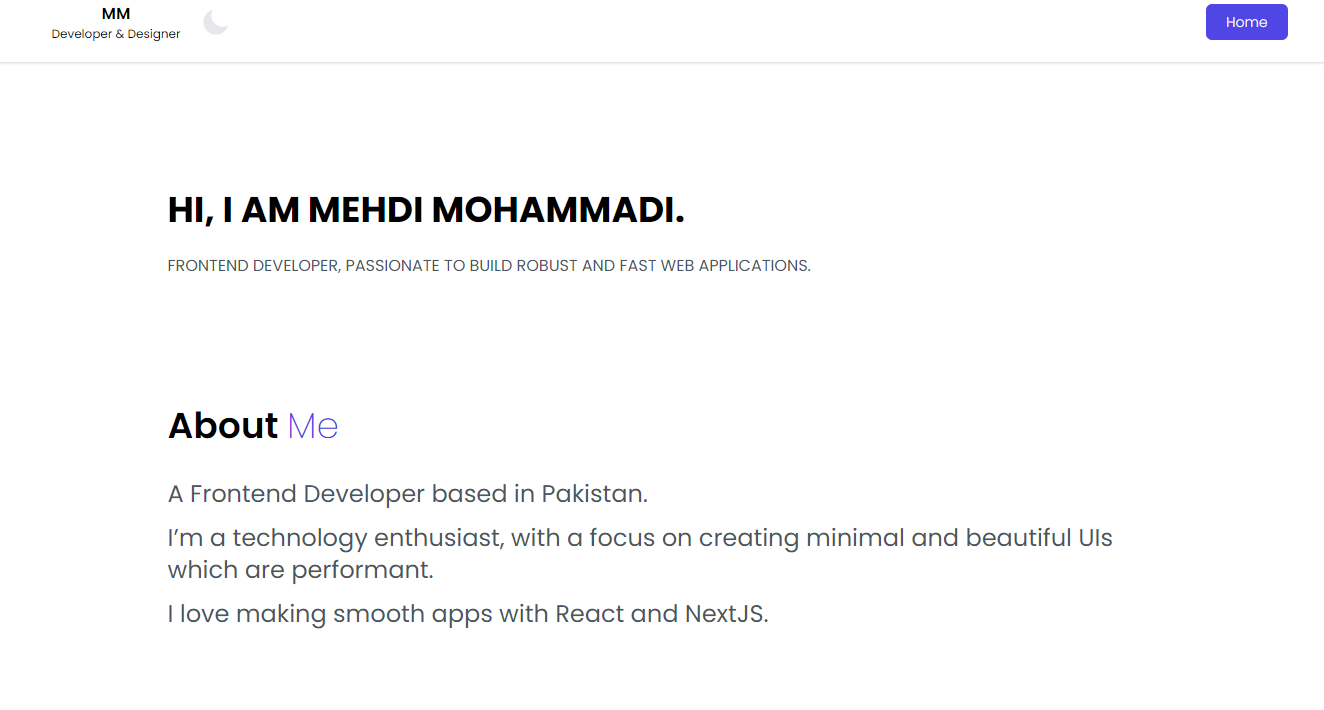 MM
Developer & Designer
Home
HI, I AM MEHDI MOHAMMADI.
FRONTEND DEVELOPER, PASSIONATE TO BUILD ROBUST AND FAST WEB APPLICATIONS.
About Me
A Frontend Developer based in Pakistan.
I’m a technology enthusiast, with a focus on creating minimal and beautiful UIs
which are performant.
I love making smooth apps with React and NextJS.